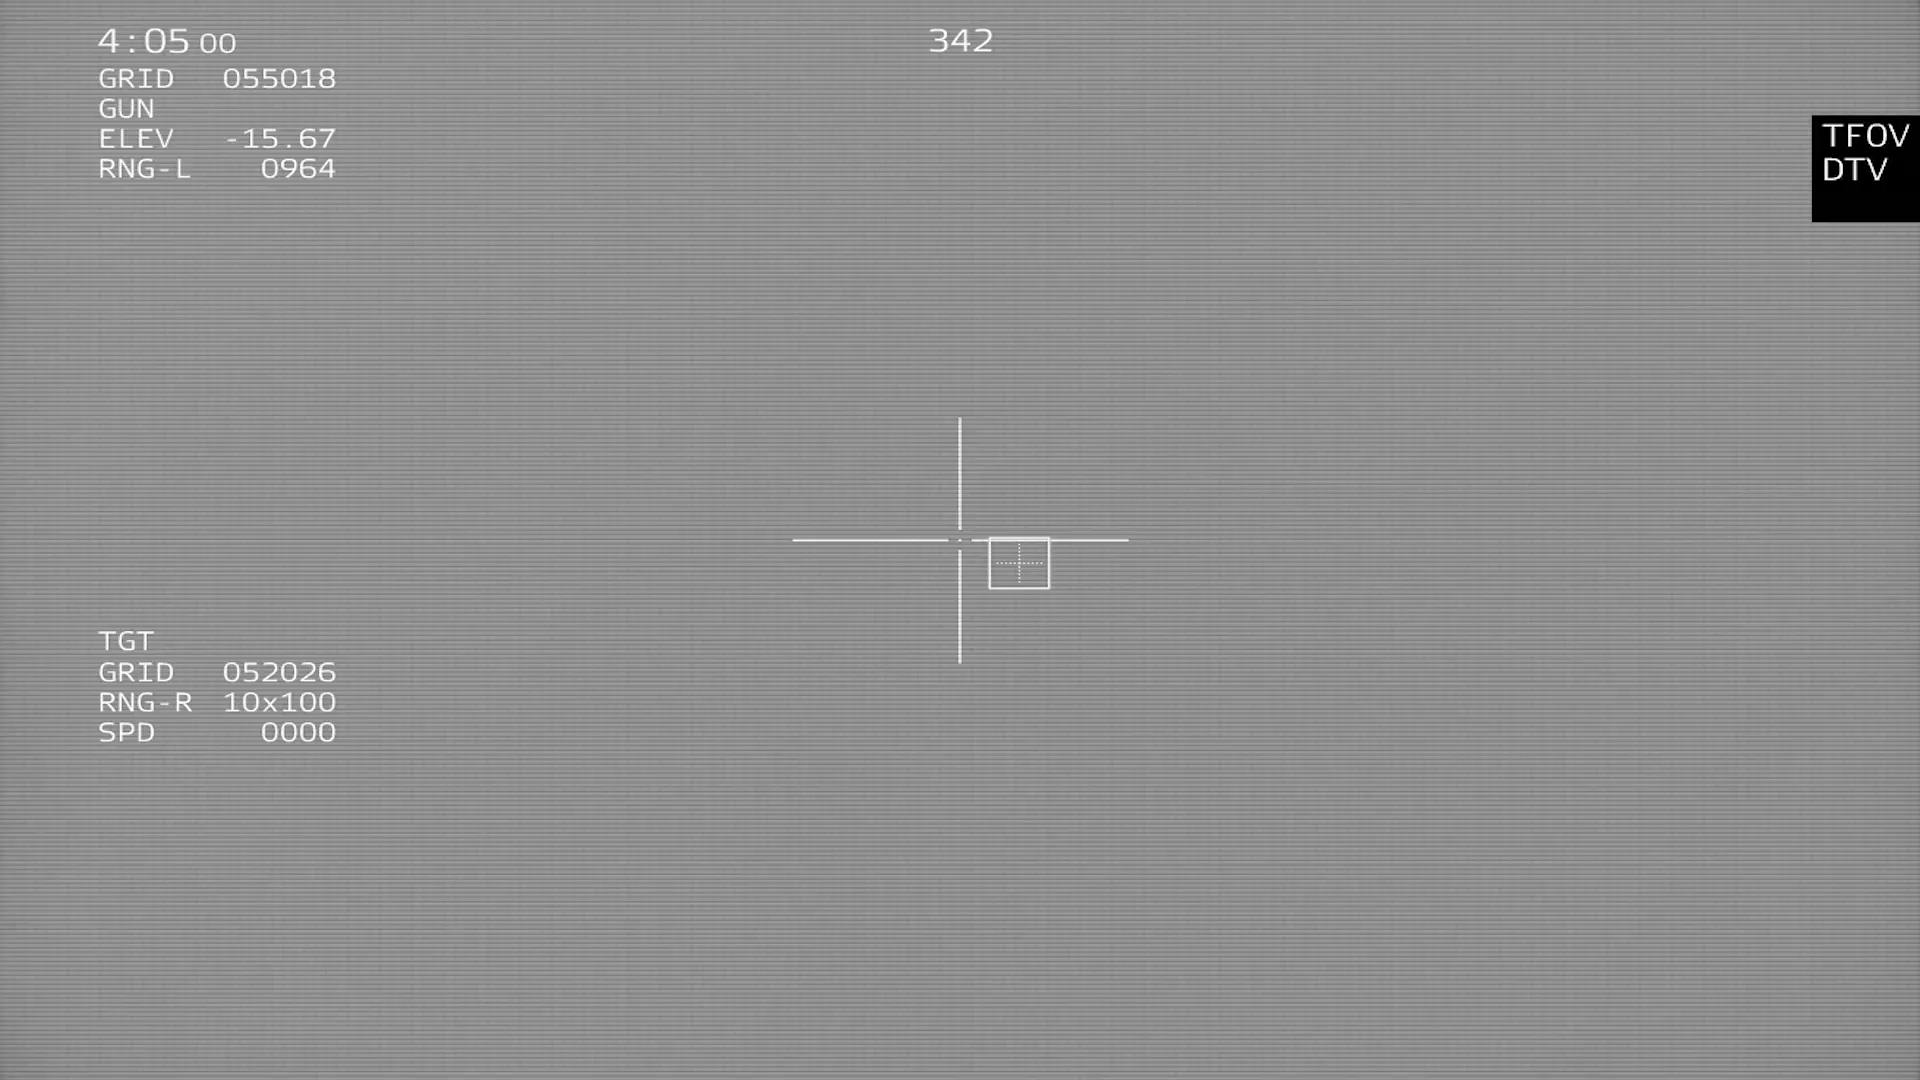 4:05 00
342
GRID 055018
GUN
ELEV -15.67
RNG-L 0964
TFOV
DTV
TGT
GRID 052026
RNG-R 10x100
SPD 0000